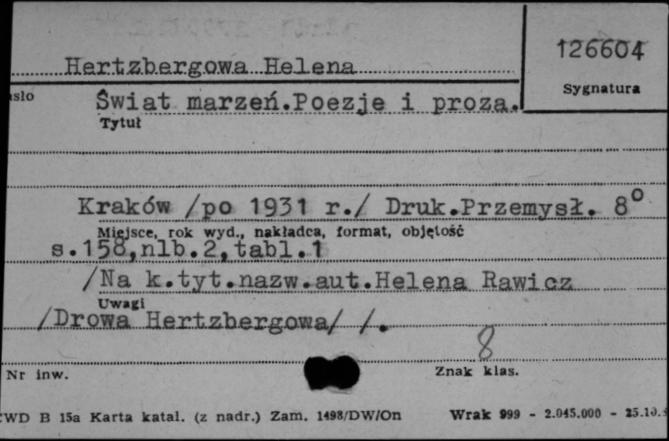 126604
Hertzbergowa Helena
Sygnatura
Świat marzeń.Poezje i proza.
Tytuł
Kraków /po 1931 r./ Druk.Przemysł. 8°
Miejsce, rok wyd., nakładca, format, objętość
s.158,nlb.2,tabl.1
/Na k.tyt.nazw.aut.Helena Rawicz
Uwagi
/Drowa Hertzbergowa/ /.
8
Nr inw.
Znak klas.
WD B 15a Karta katal. (z nadr.) Zam. 1498/DW/On Wrak 999 - 2.045.000 - 25.10.